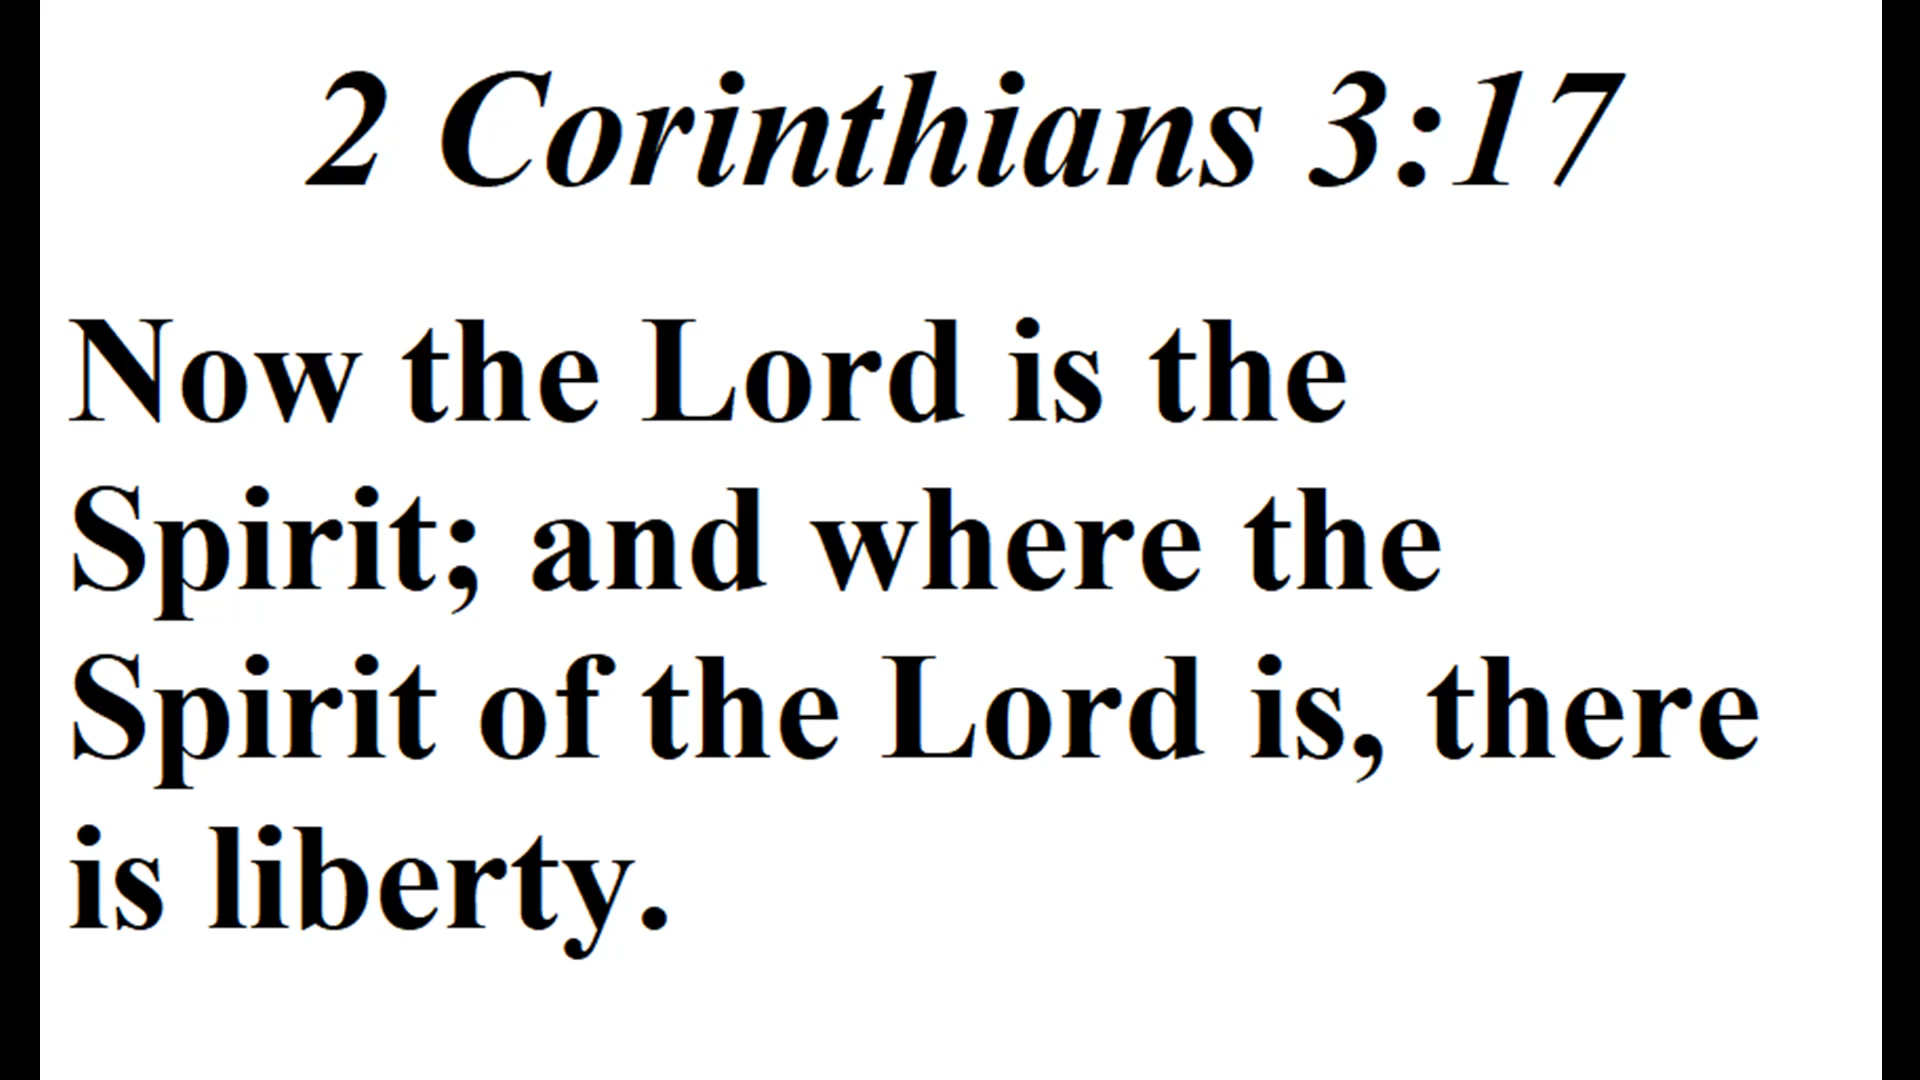 2 Corinthians 3:17
Now the Lord is the
Spirit; and where the
Spirit of the Lord is, there
is liberty.